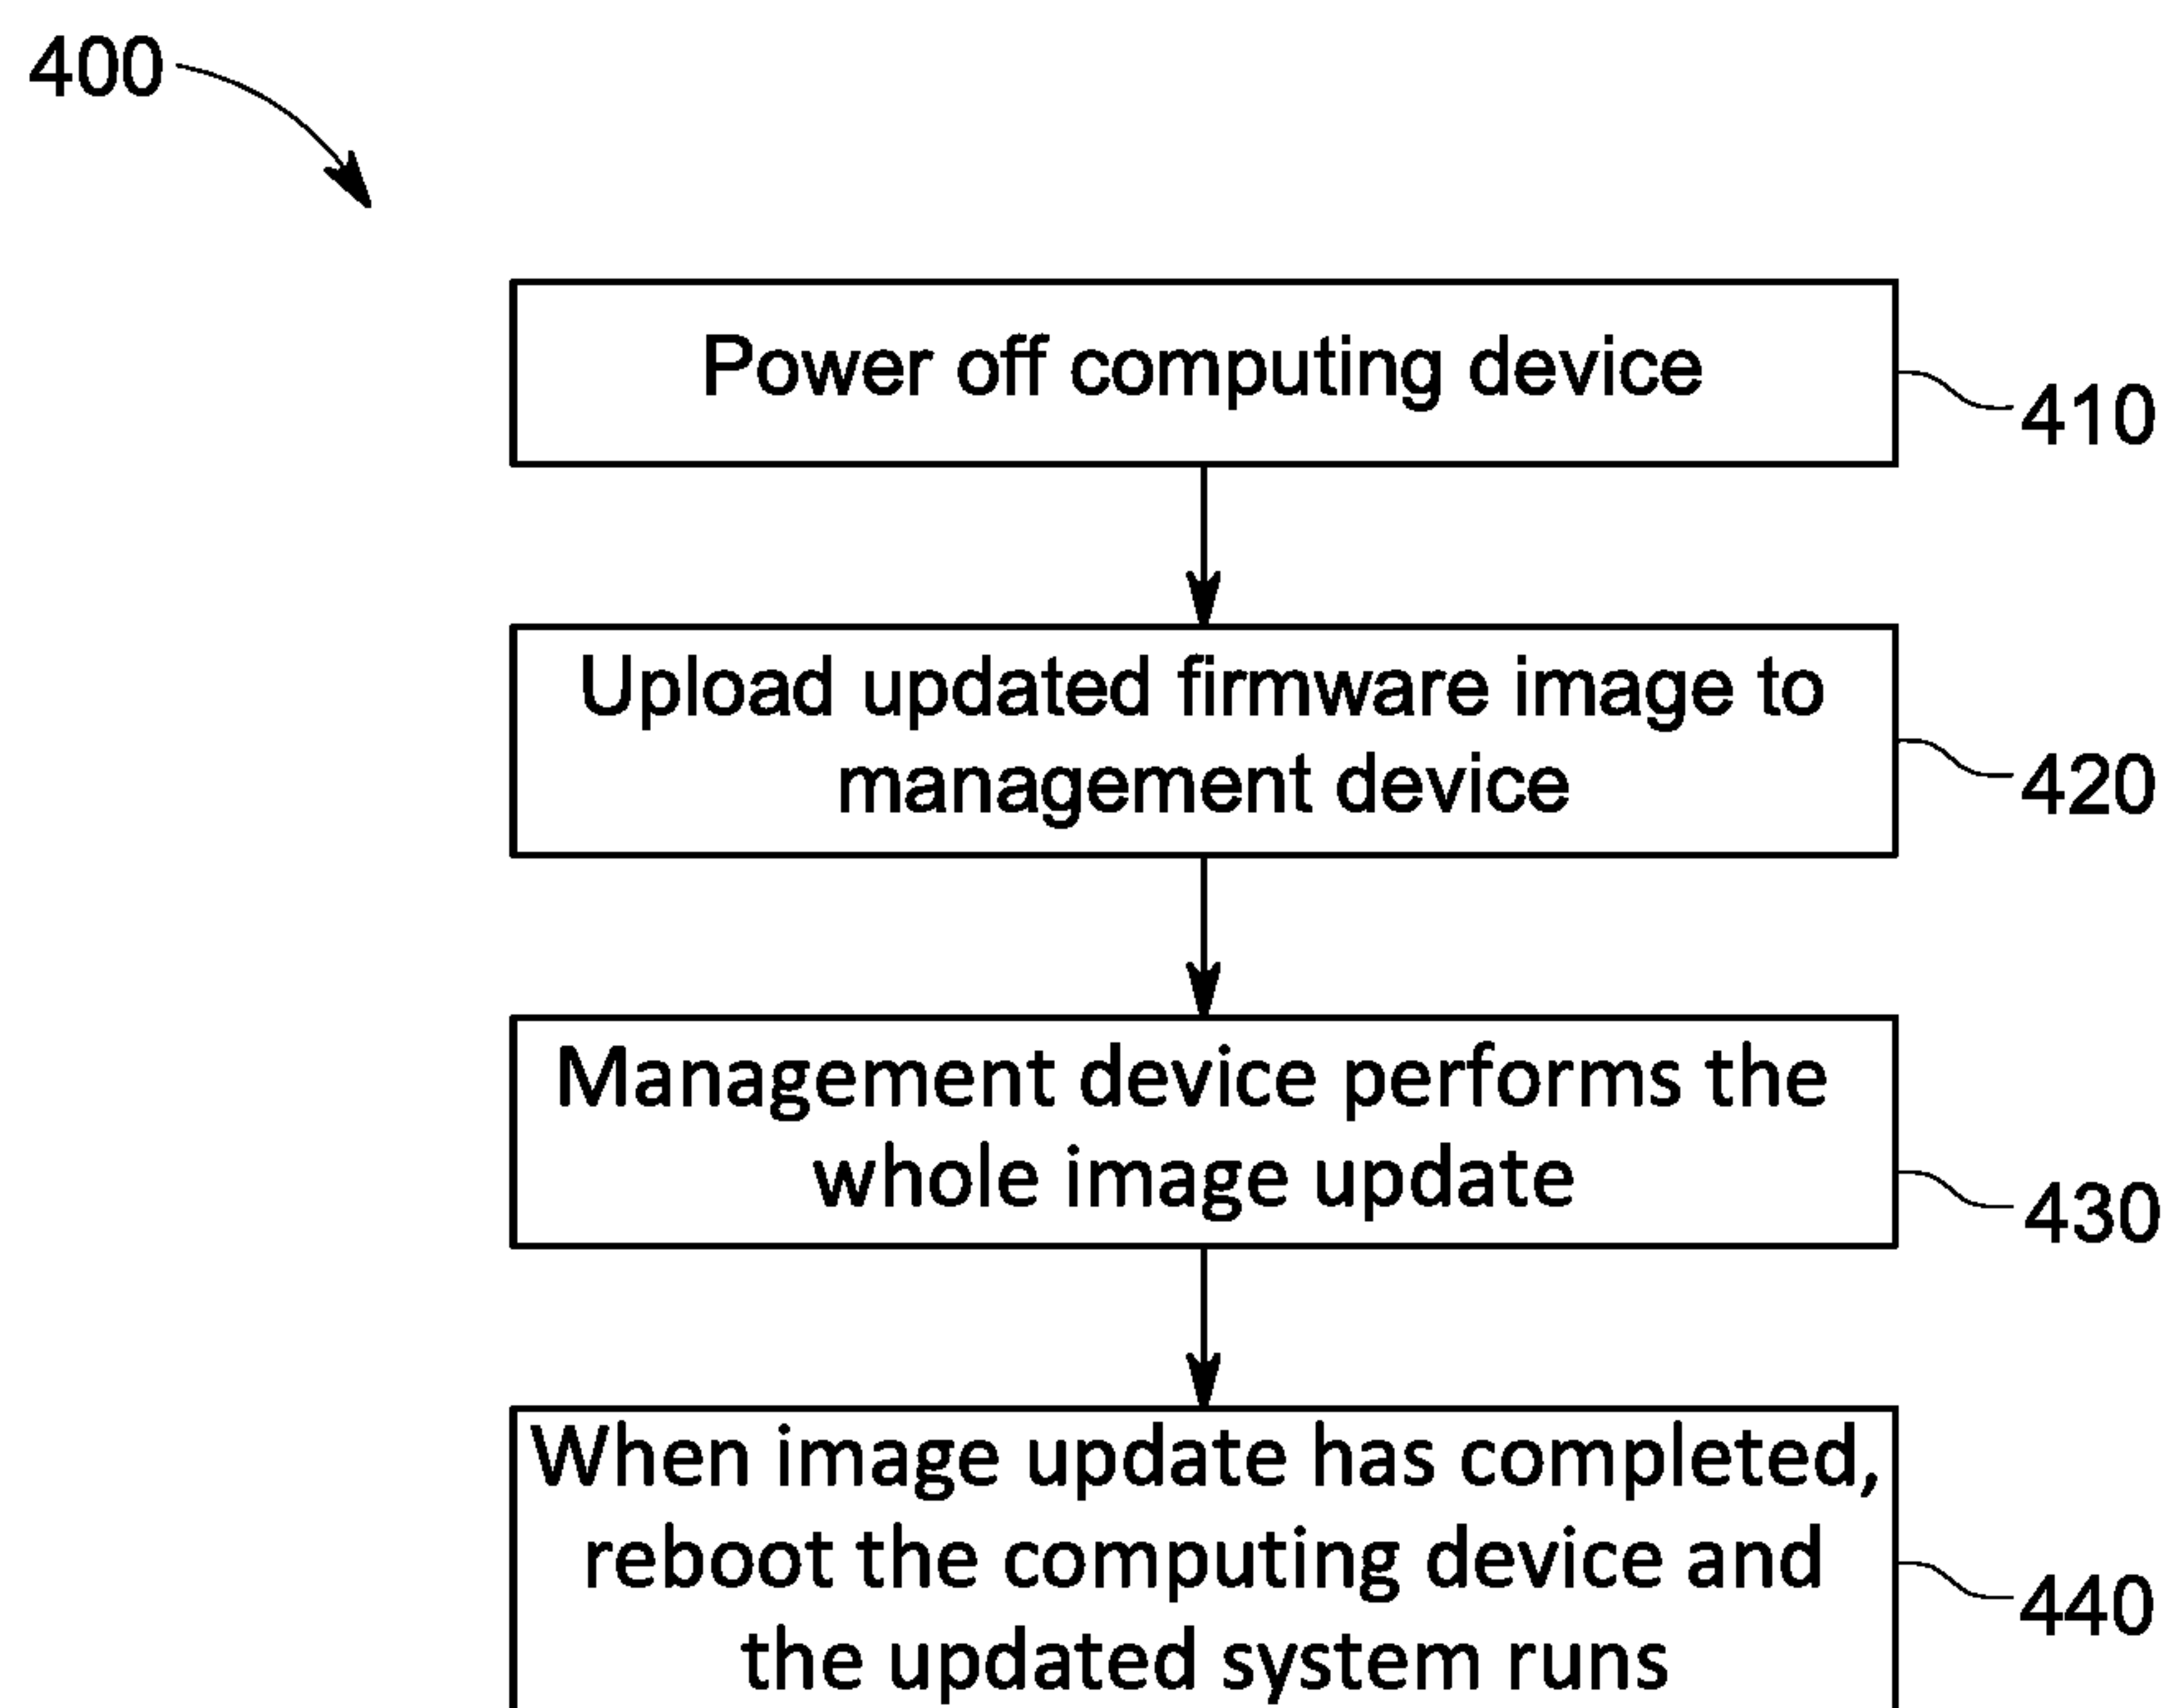 400
Power off computing device
410
Upload updated firmware image to
management device
420
Management device performs the
whole image update
430
When image update has completed,
reboot the computing device and
the updated system runs
440